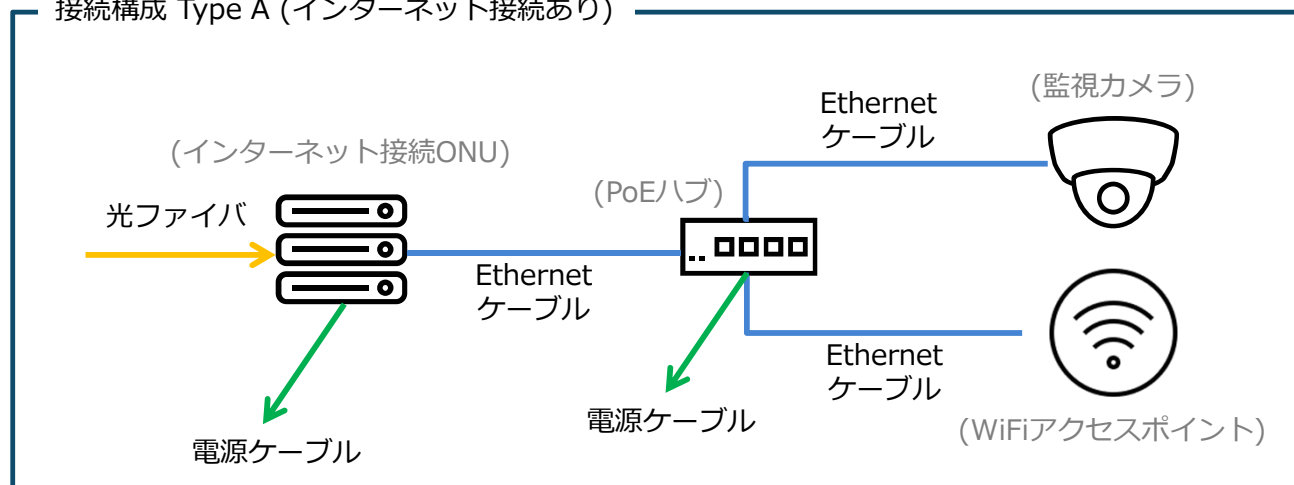 接続構成 Type A (インターネット接続あり)
(監視カメラ)
Ethernet
ケーブル
(インターネット接続ONU)
(PoEハブ)
光ファイバ
Ethernet
ケーブル
Ethernet
ケーブル
電源ケーブル
(WiFiアクセスポイント)
電源ケーブル